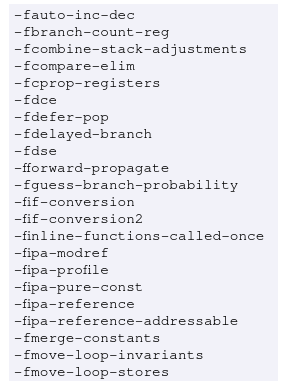 -fauto-inc-dec
-fbranch-count-reg
-fcombine-stack-adjustments
-fcompare-elim
-fcprop-registers
-fdce
-fdefer-pop
-fdelayed-branch
-fdse
-fforward-propagate
-fguess-branch-probability
-fif-conversion
-fif-conversion2
-finline-functions-called-once
-fipa-modref
-fipa-profile
-fipa-pure-const
-fipa-reference
-fipa-reference-addressable
-fmerge-constants
-fmove-loop-invariants
-fmove-loop-stores